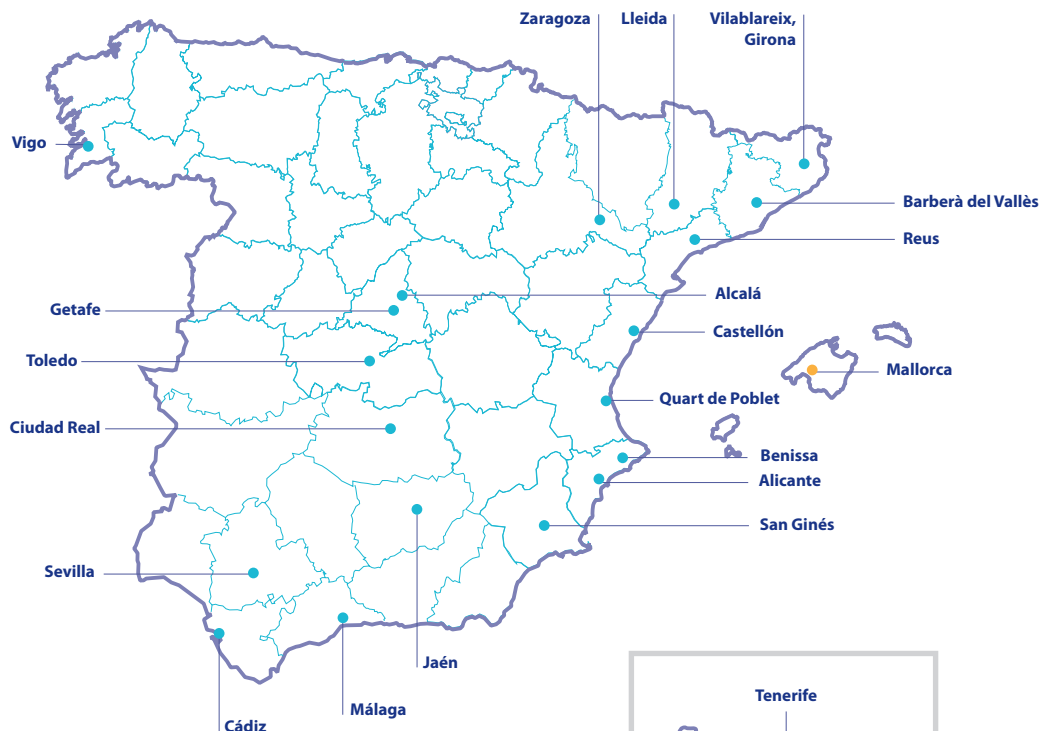 Zaragoza
Lleida
Vilablareix,
Girona
Vigo
Barberà del Vallès
Reus
Alcalá
Getafe
Castellón
Toledo
Mallorca
Quart de Poblet
Ciudad Real
Benissa
Alicante
San Ginés
Sevilla
Jaén
Tenerife
Málaga
Cádiz